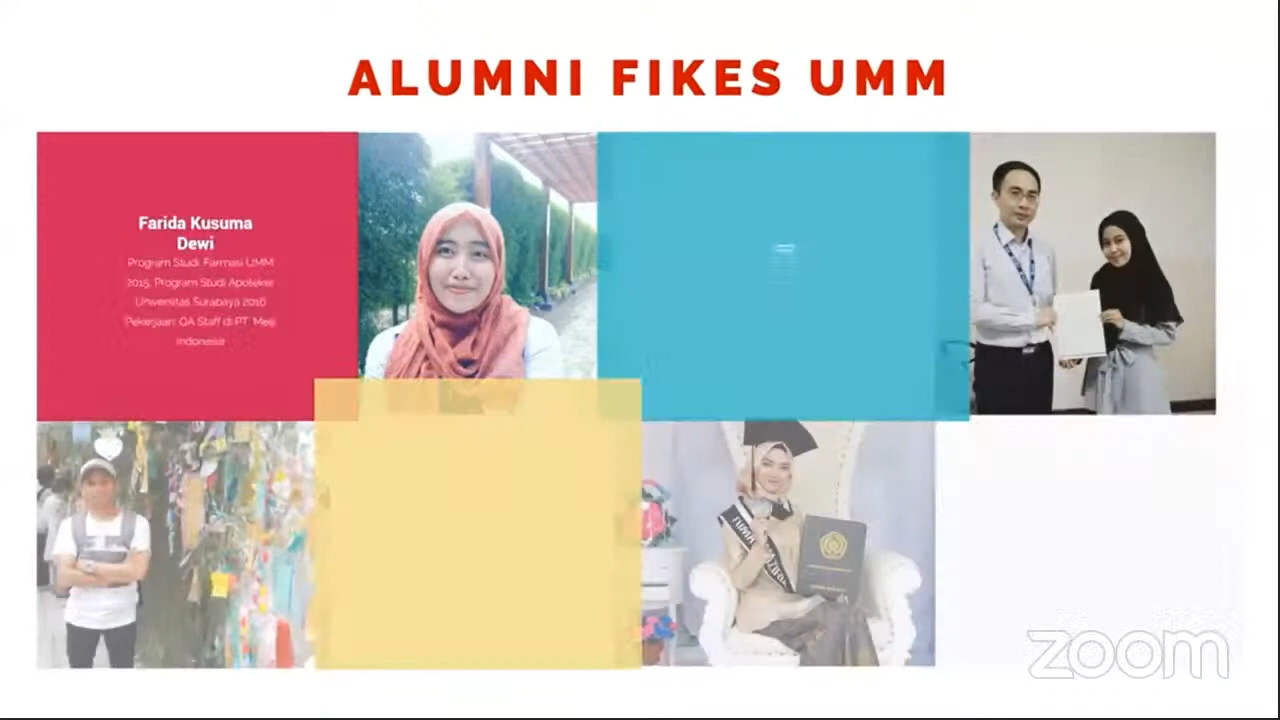 ALUMNI FIKES UMM
Farida Kusuma
Dewi
Program Studi Farmasi UMM
2015, Program Studi Apoteker
Universitas Surabaya 2016
Pekerjaan: QA Staff di PT. Meiji
Indonesia
zoom